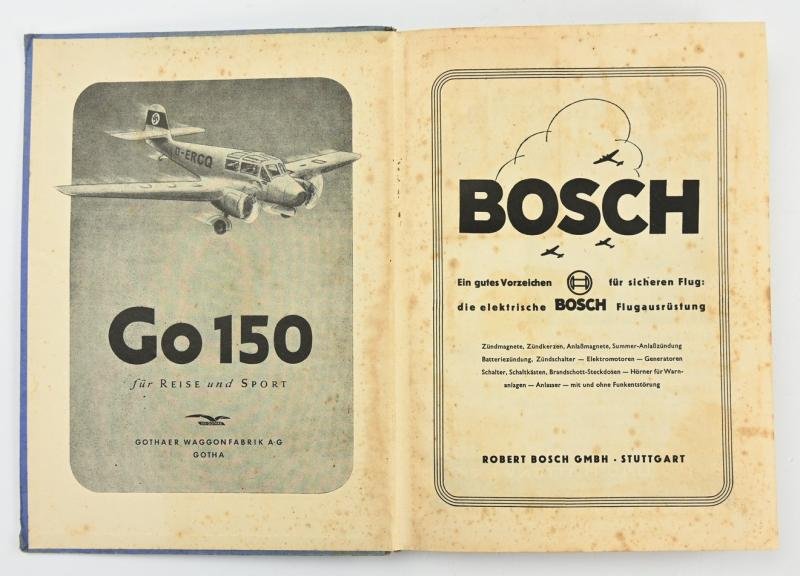 D-ERCQ
Go 150
für REISE und SPORT
GOTHAER WAGGONFABRIK A·G
GOTHA
BOSCH
Ein gutes Vorzeichen für sicheren Flug:
die elektrische BOSCH Flugausrüstung
Zündmagnete, Zündkerzen, Anlaßmagnete, Summer-Anlaßzündung
Batteriezündung, Zündschalter — Elektromotoren — Generatoren
Schalter, Schaltkästen, Brandschott-Steckdosen — Hörner für Warn-
anlagen — Anlasser — mit und ohne Funkentstörung
ROBERT BOSCH GMBH · STUTTGART